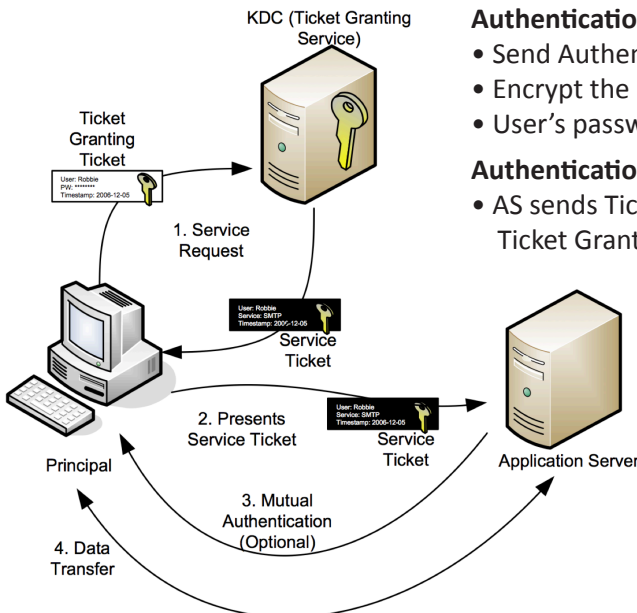 KDC (Ticket Granting
Service)
Ticket
Granting
Ticket
User: Robbie
PW: ********
Timestamp: 2006-12-05
1. Service
Request
User: Robbie
Service: SMTP
Timestamp: 2006-12-05
Service
Ticket
2. Presents
Service Ticket
User: Robbie
Service: SMTP
Timestamp: 2006-12-05
Service
Ticket
Principal
Application Server
3. Mutual
Authentication
(Optional)
4. Data
Transfer
Authenticatio
• Send Authen
• Encrypt the
• User’s passw
Authenticatio
• AS sends Tic
Ticket Grant